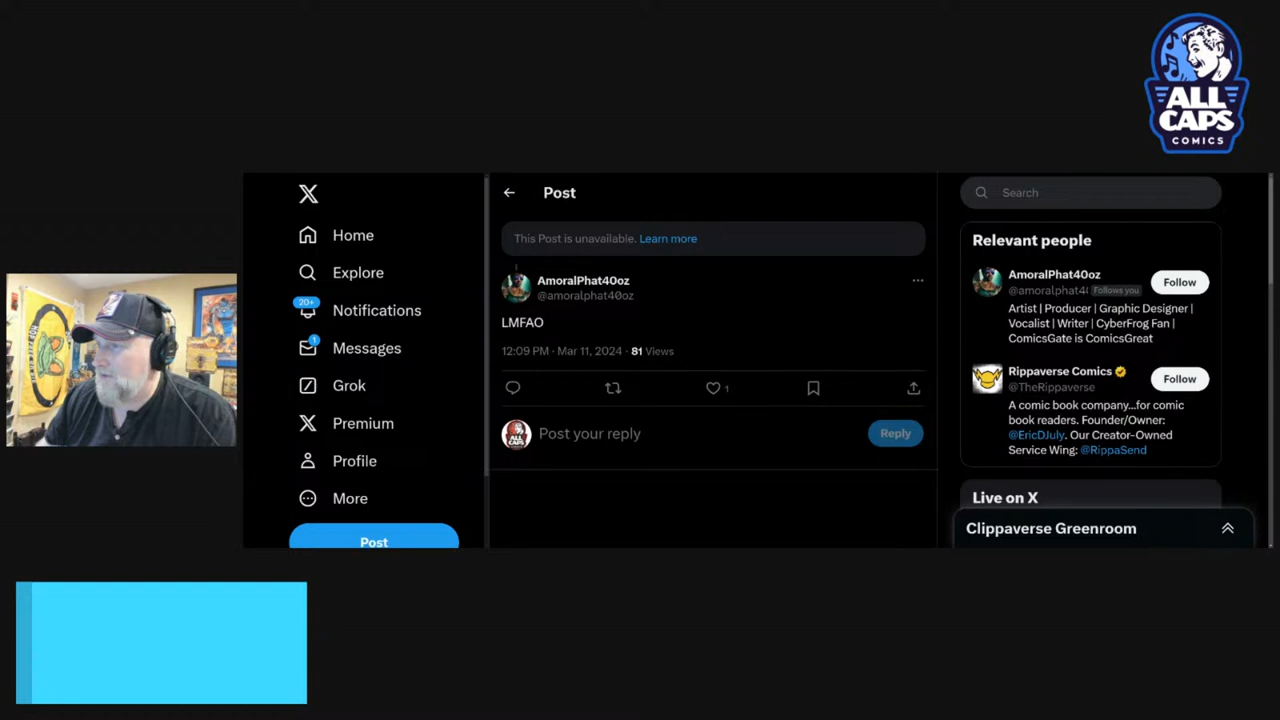 ALL
CAPS
COMICS
Home
Explore
20+
Notifications
1
Messages
Grok
Premium
Profile
More
Post
Post
This Post is unavailable. Learn more
AmoralPhat40oz
@amoralphat40oz
LMFAO
12:09 PM · Mar 11, 2024 · 81 Views
1
ALL
CAPS
Post your reply
Reply
Search
Relevant people
AmoralPhat40oz
@amoralphat4( Follows you
Follow
Artist | Producer | Graphic Designer |
Vocalist | Writer | CyberFrog Fan |
ComicsGate is ComicsGreat
Rippaverse Comics
@TheRippaverse
Follow
A comic book company...for comic
book readers. Founder/Owner:
@EricDJuly. Our Creator-Owned
Service Wing: @RippaSend
Live on X
Clippaverse Greenroom